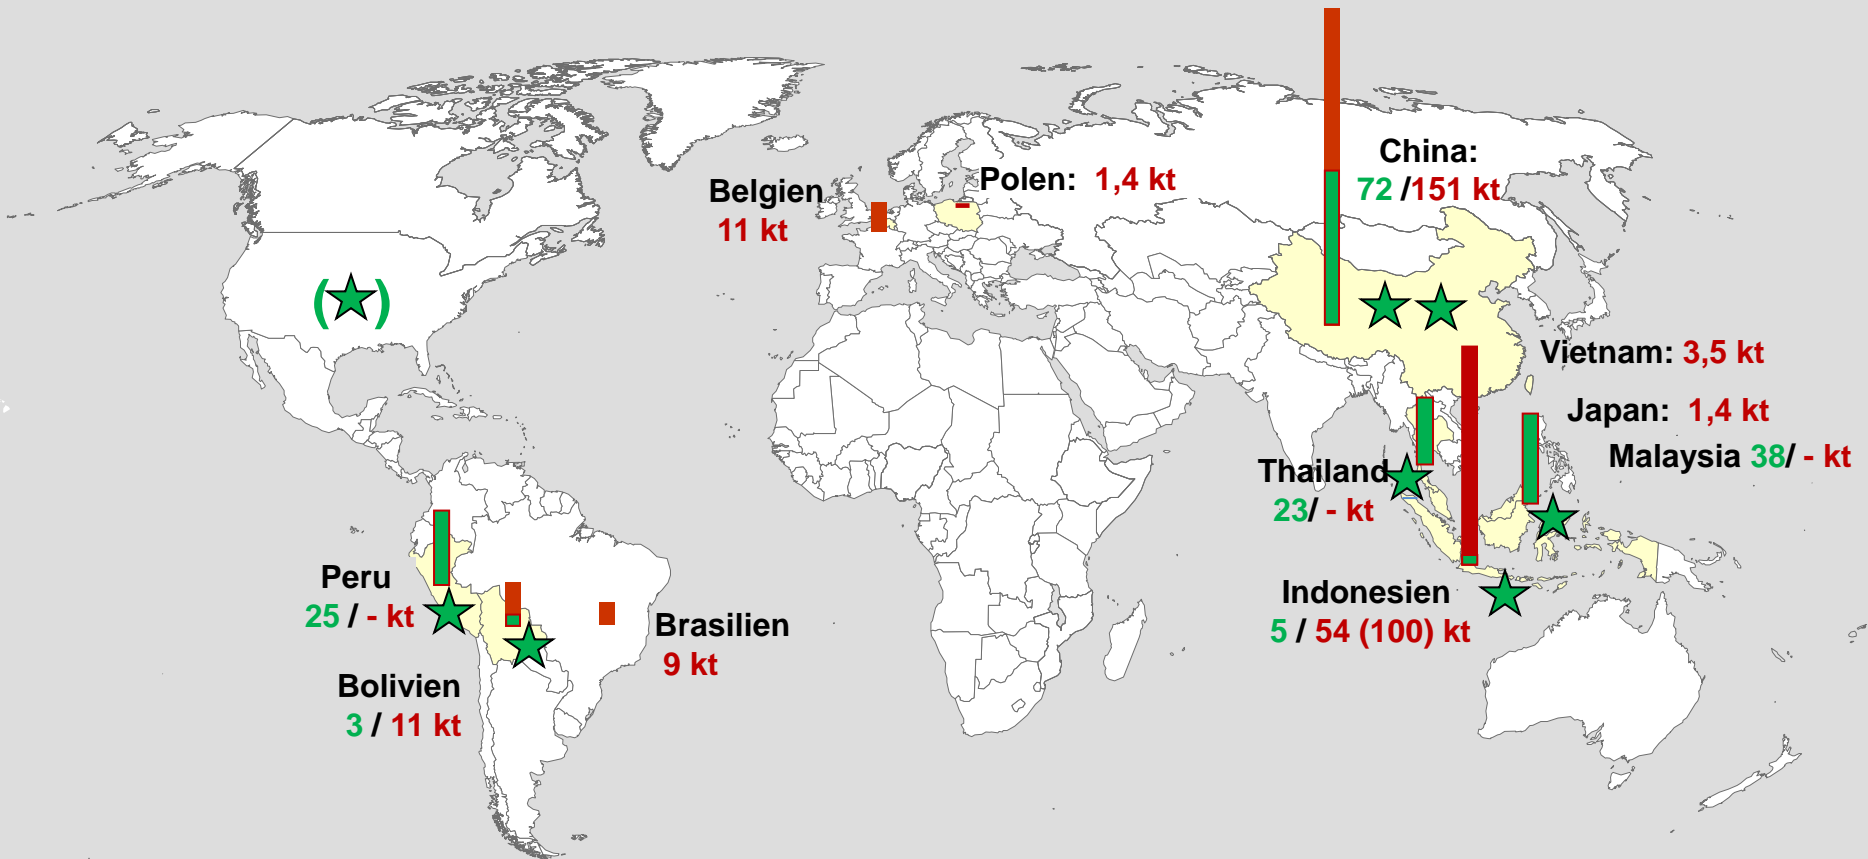 China:
72 /151 kt
Polen: 1,4 kt
Belgien
11 kt
( )
Vietnam: 3,5 kt
Japan: 1,4 kt
Malaysia 38/ - kt
Thailand
23/ - kt
Peru
25 / - kt
Indonesien
5 / 54 (100) kt
Brasilien
9 kt
Bolivien
3 / 11 kt